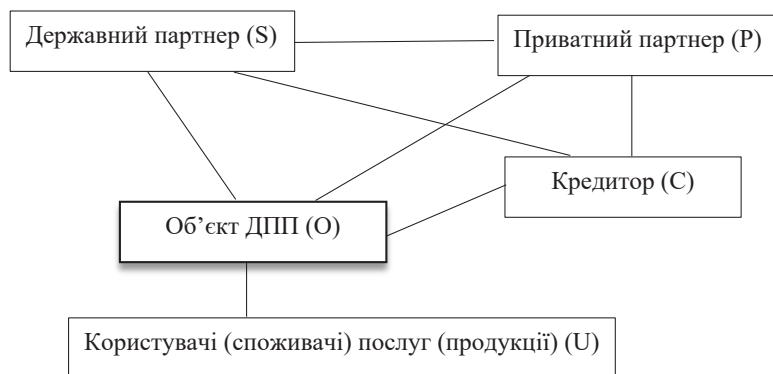 Державний партнер (S)
Приватний партнер (P)
Кредитор (C)
Об’єкт ДПП (O)
Користувачі (споживачі) послуг (продукції) (U)